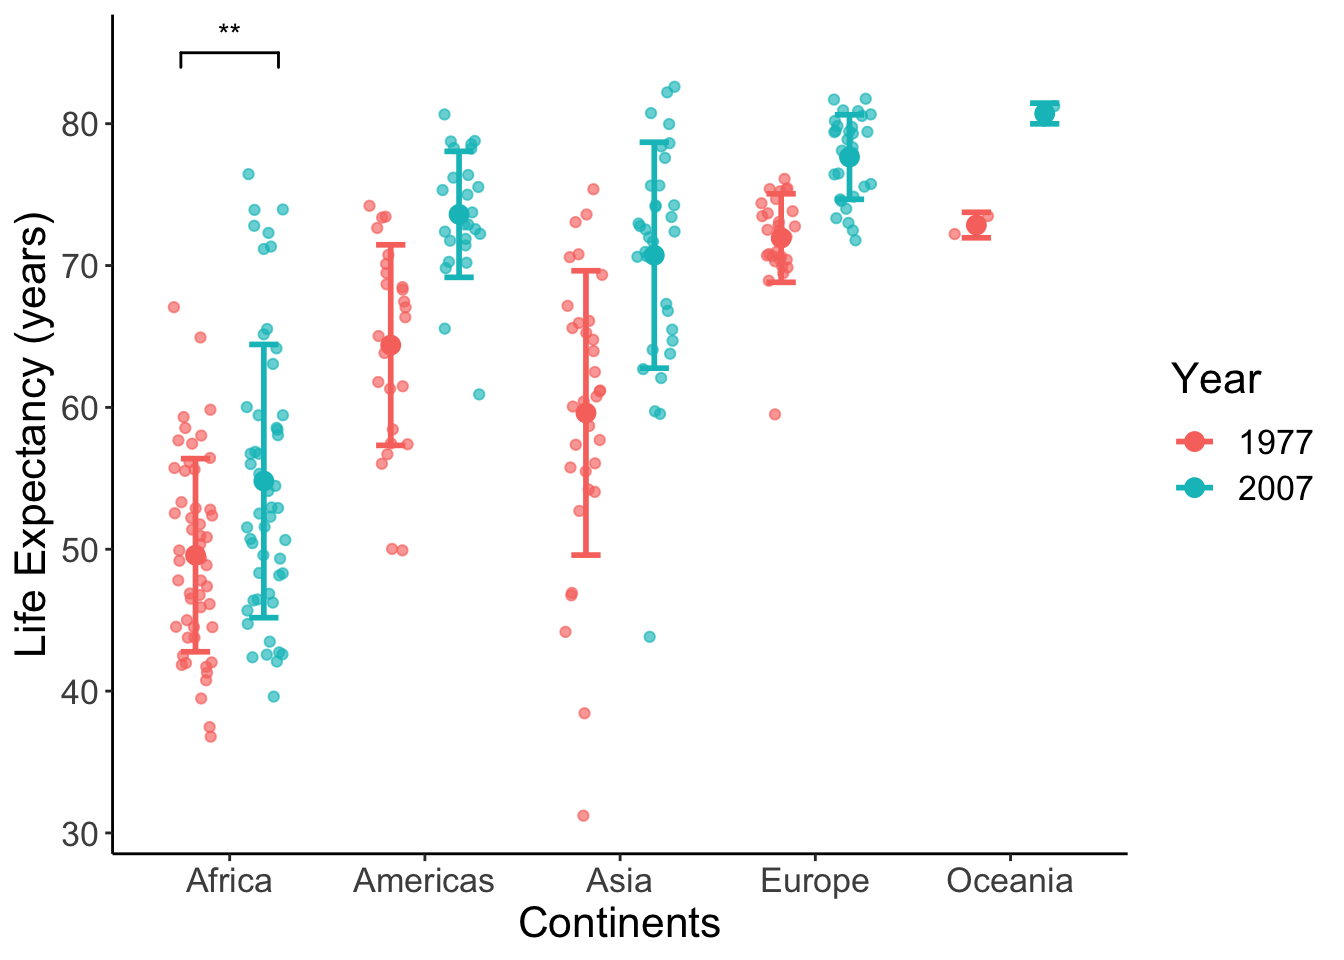 **
80
70
60
50
40
30
Life Expectancy (years)
Africa
Americas
Asia
Europe
Oceania
Continents
Year
1977
2007